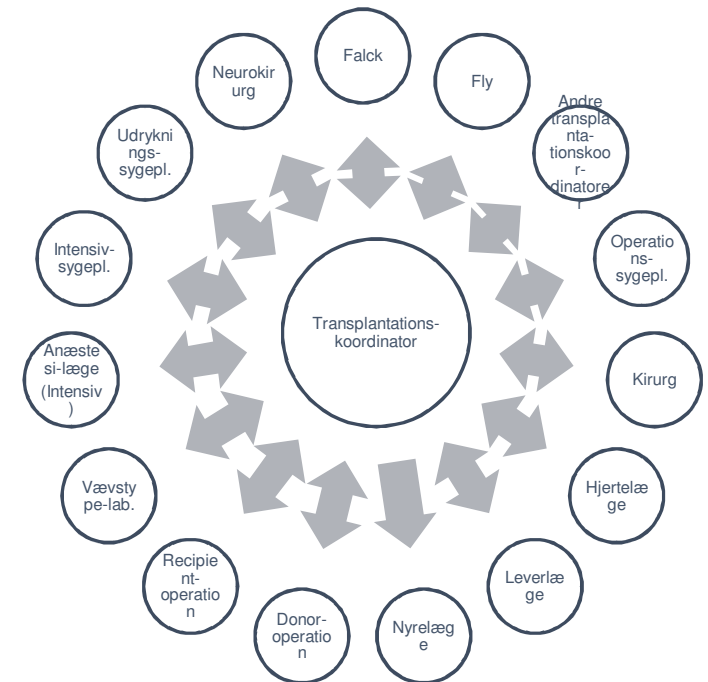 Falck
Fly
Andre
transpla
nta-
tionskoo
r-
dinatore
r
Operatio
ns-
sygepl.
Kirurg
Hjertelæ
ge
Leverlæ
ge
Nyrelæg
e
Donor-
operatio
n
Recipie
nt-
operatio
n
Vævsty
pe-lab.
Anæste
si-læge
(Intensiv
)
Intensiv-
sygepl.
Udrykni
ngs-
sygepl.
Neurokir
urg
Transplantations-
koordinator